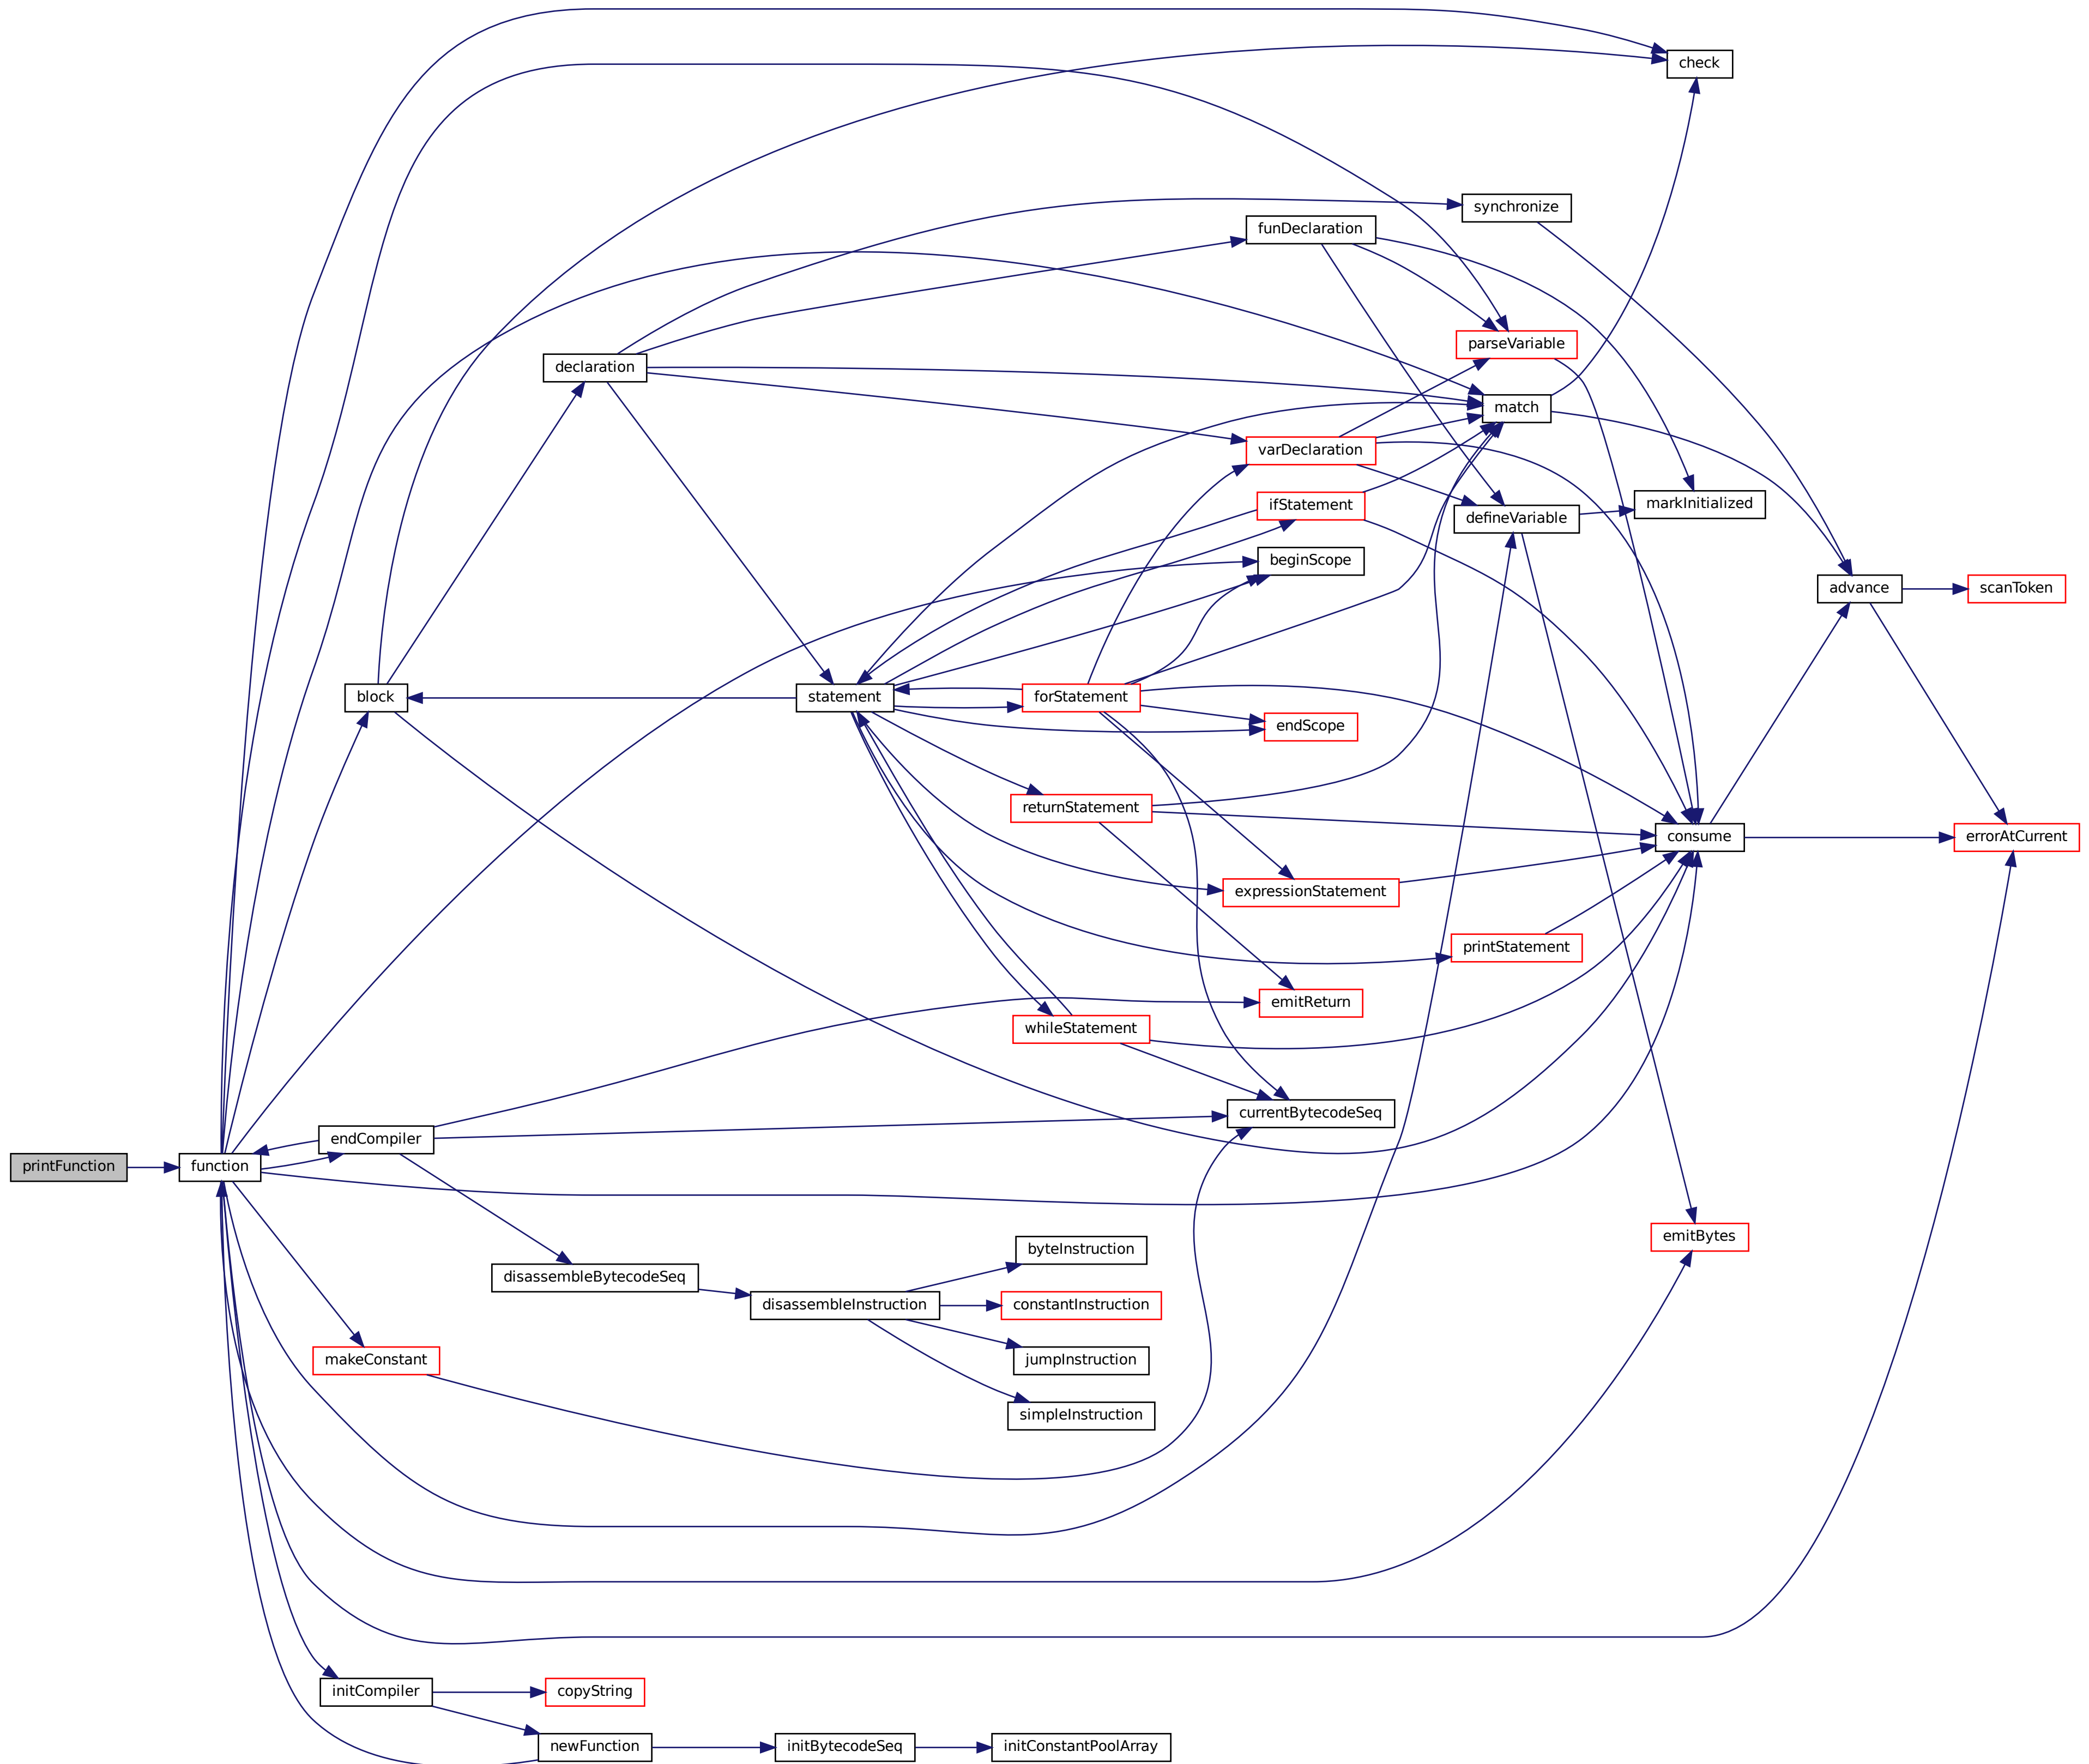 check
synchronize
funDeclaration
parseVariable
declaration
match
varDeclaration
ifStatement
markInitialized
defineVariable
beginScope
advance
scanToken
block
statement
forStatement
endScope
returnStatement
consume
errorAtCurrent
expressionStatement
printStatement
emitReturn
whileStatement
currentBytecodeSeq
endCompiler
printFunction
function
emitBytes
byteInstruction
disassembleBytecodeSeq
disassembleInstruction
constantInstruction
makeConstant
jumpInstruction
simpleInstruction
initCompiler
copyString
newFunction
initBytecodeSeq
initConstantPoolArray